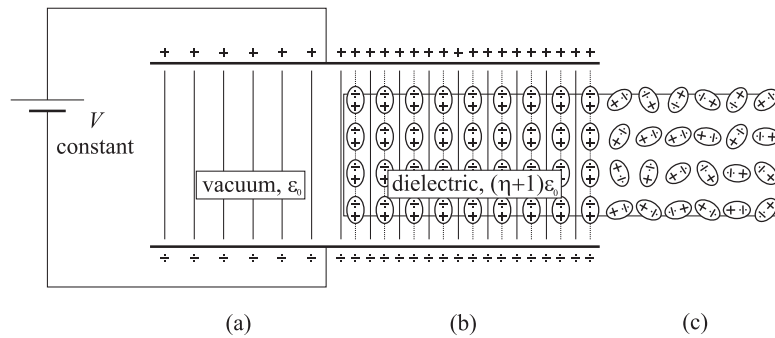 V
constant
vacuum, ε₀
dielectric, (η+1)ε₀
(a)
(b)
(c)